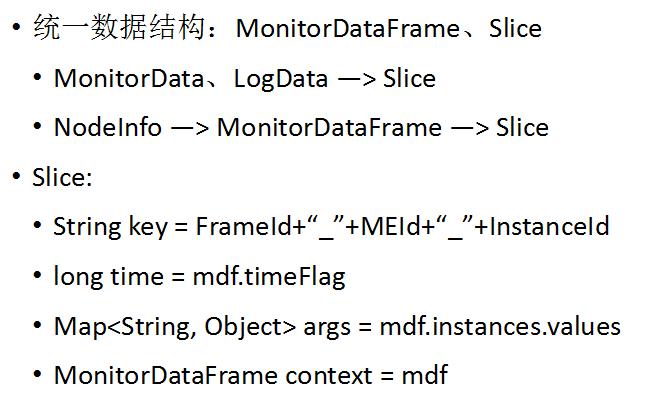 • 统一数据结构：MonitorDataFrame、Slice
• MonitorData、LogData —> Slice
• NodeInfo —> MonitorDataFrame —> Slice
• Slice:
• String key = FrameId+“_”+MEId+“_”+InstanceId
• long time = mdf.timeFlag
• Map<String, Object> args = mdf.instances.values
• MonitorDataFrame context = mdf